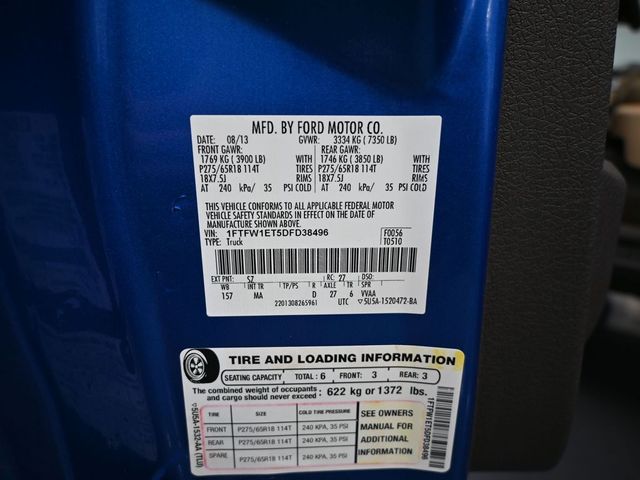 MFD. BY FORD MOTOR CO.
DATE: 08/13 GVWR: 3334 KG ( 7350 LB)
FRONT GAWR: REAR GAWR:
1769 KG ( 3900 LB) WITH 1746 KG ( 3850 LB) WITH
P275/65R18 114T TIRES P275/65R18 114T TIRES
18X7.5J RIMS 18X7.5J RIMS
AT 240 kPa/ 35 PSI COLD AT 240 kPa/ 35 PSI COLD
THIS VEHICLE CONFORMS TO ALL APPLICABLE FEDERAL MOTOR
VEHICLE SAFETY STANDARDS IN EFFECT ON THE DATE OF
MANUFACTURE SHOWN ABOVE.
VIN: 1FTFW1ET5DFD38496 F0056
TYPE: Truck T0510
EXT PNT: SZ RC: 27 DSO:
WB INT TR TP/PS R AXLE TR SPR
157 MA D 27 6 VVAA
2201308265961 UTC ▽5U5A-1520472-BA
TIRE AND LOADING INFORMATION
SEATING CAPACITY TOTAL : 6 FRONT: 3 REAR: 3
The combined weight of occupants
and cargo should never exceed : 622 kg or 1372 lbs.
TIRE SIZE COLD TIRE PRESSURE SEE OWNERS
FRONT P275/65R18 114T 240 KPA, 35 PSI MANUAL FOR
REAR P275/65R18 114T 240 KPA, 35 PSI ADDITIONAL
SPARE P275/65R18 114T 240 KPA, 35 PSI INFORMATION
▽5U5A-1532-AA (TLU)
1FTFW1ET5DFD38496